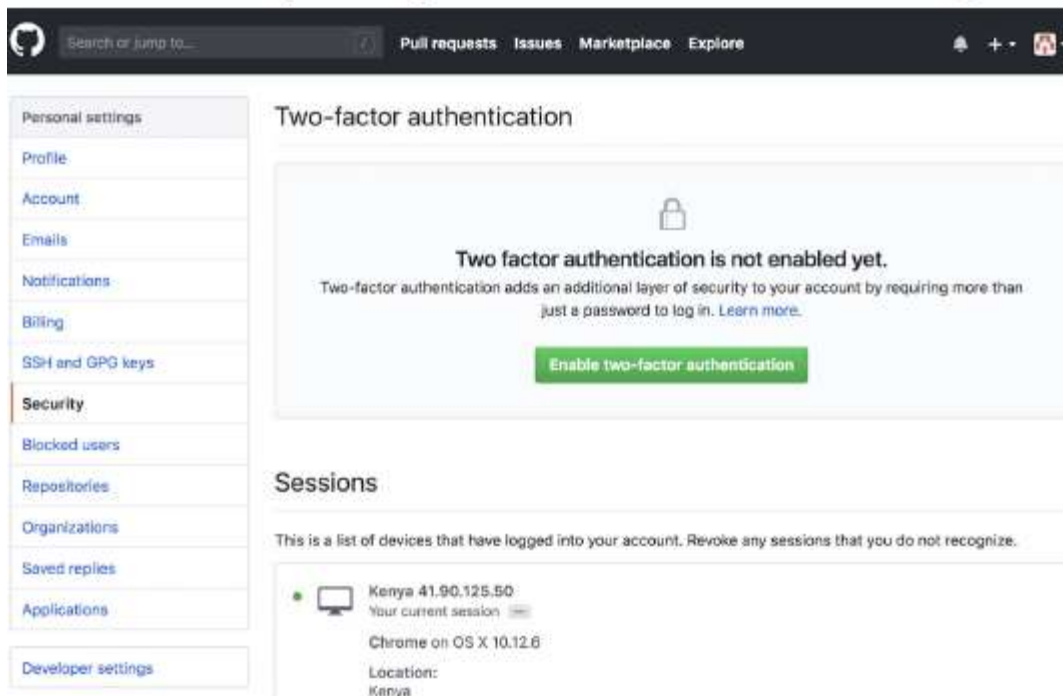 Search or jump to...
/
Pull requests Issues Marketplace Explore
Personal settings
Profile
Account
Emails
Notifications
Billing
SSH and GPG keys
Security
Blocked users
Repositories
Organizations
Saved replies
Applications
Developer settings
Two-factor authentication
Two factor authentication is not enabled yet.
Two-factor authentication adds an additional layer of security to your account by requiring more than
just a password to log in. Learn more.
Enable two-factor authentication
Sessions
This is a list of devices that have logged into your account. Revoke any sessions that you do not recognize.
Kenya 41.90.125.50
Your current session
Chrome on OS X 10.12.6
Location:
Kenya